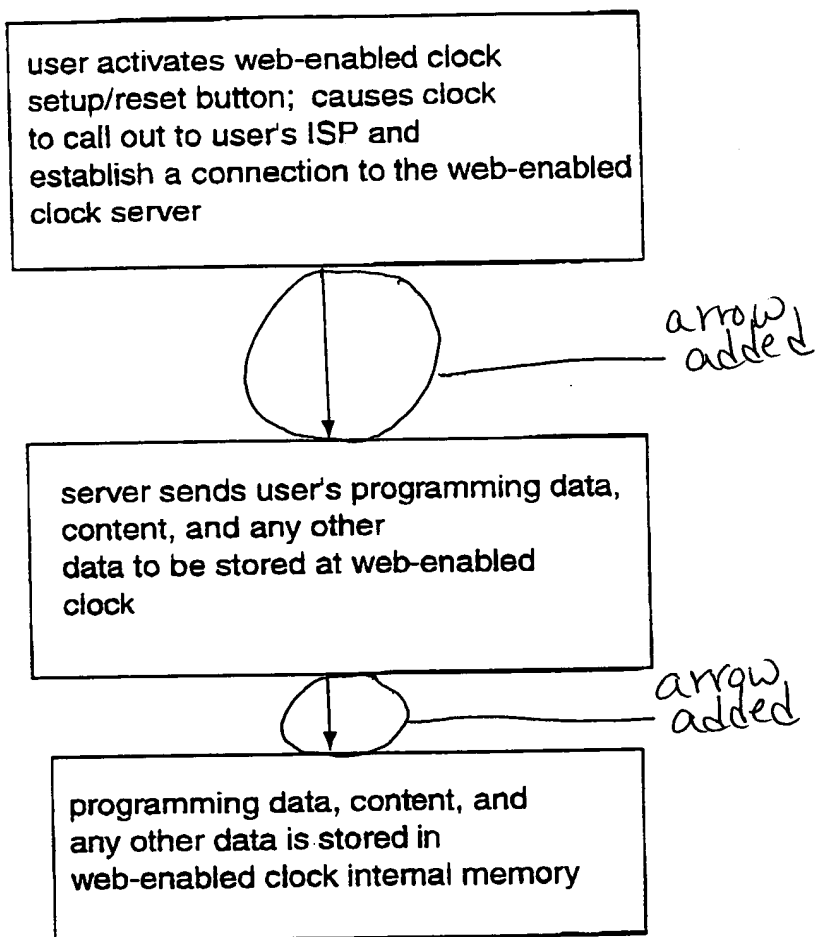 user activates web-enabled clock
setup/reset button; causes clock
to call out to user's ISP and
establish a connection to the web-enabled
clock server
arrow
added
server sends user's programming data,
content, and any other
data to be stored at web-enabled
clock
arrow
added
programming data, content, and
any other data is stored in
web-enabled clock internal memory